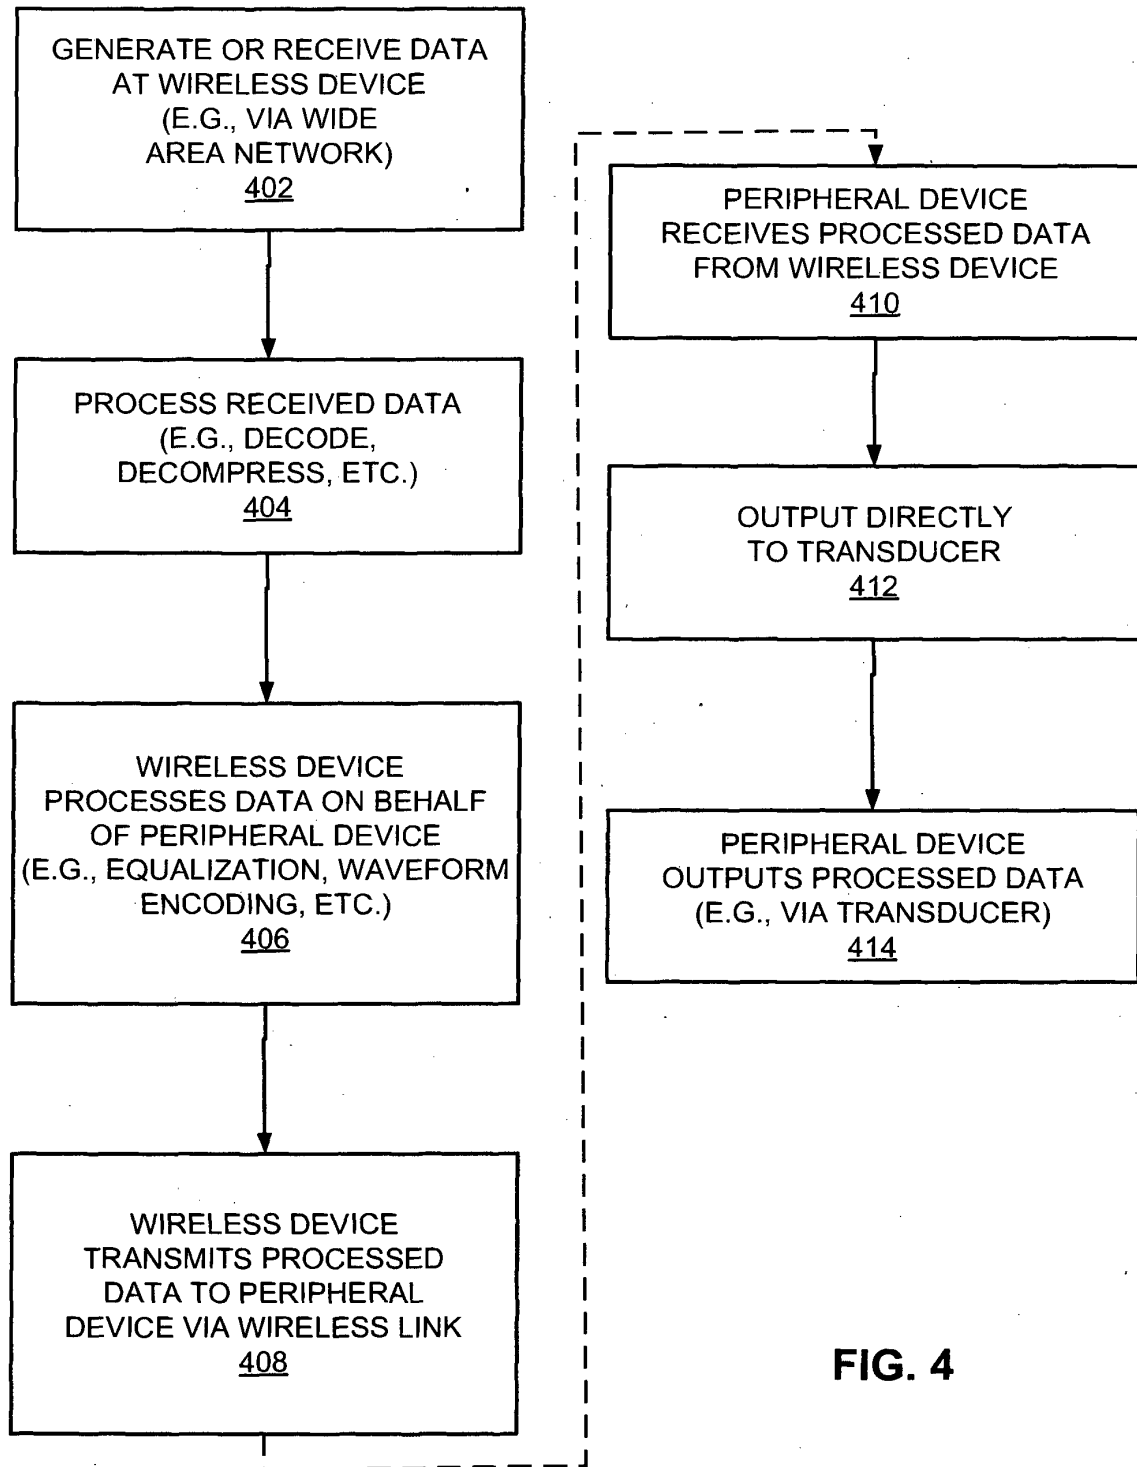 GENERATE OR RECEIVE DATA
AT WIRELESS DEVICE
(E.G., VIA WIDE
AREA NETWORK)
402
PROCESS RECEIVED DATA
(E.G., DECODE,
DECOMPRESS, ETC.)
404
WIRELESS DEVICE
PROCESSES DATA ON BEHALF
OF PERIPHERAL DEVICE
(E.G., EQUALIZATION, WAVEFORM
ENCODING, ETC.)
406
WIRELESS DEVICE
TRANSMITS PROCESSED
DATA TO PERIPHERAL
DEVICE VIA WIRELESS LINK
408
PERIPHERAL DEVICE
RECEIVES PROCESSED DATA
FROM WIRELESS DEVICE
410
OUTPUT DIRECTLY
TO TRANSDUCER
412
PERIPHERAL DEVICE
OUTPUTS PROCESSED DATA
(E.G., VIA TRANSDUCER)
414
FIG. 4